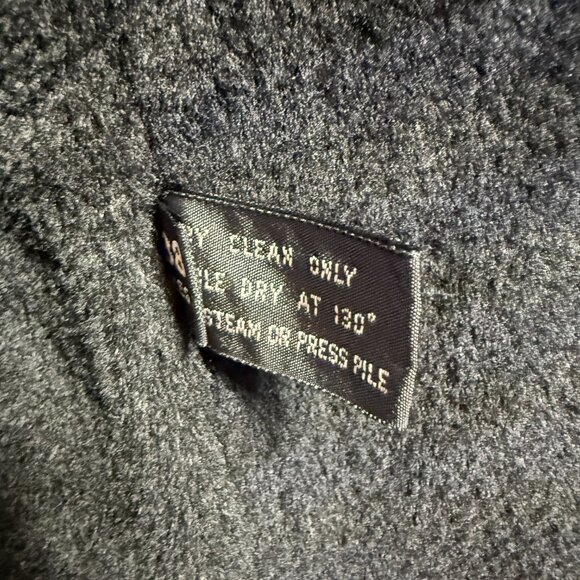 CLEAN ONLY
DRY AT 130°
STEAM OR PRESS PILE